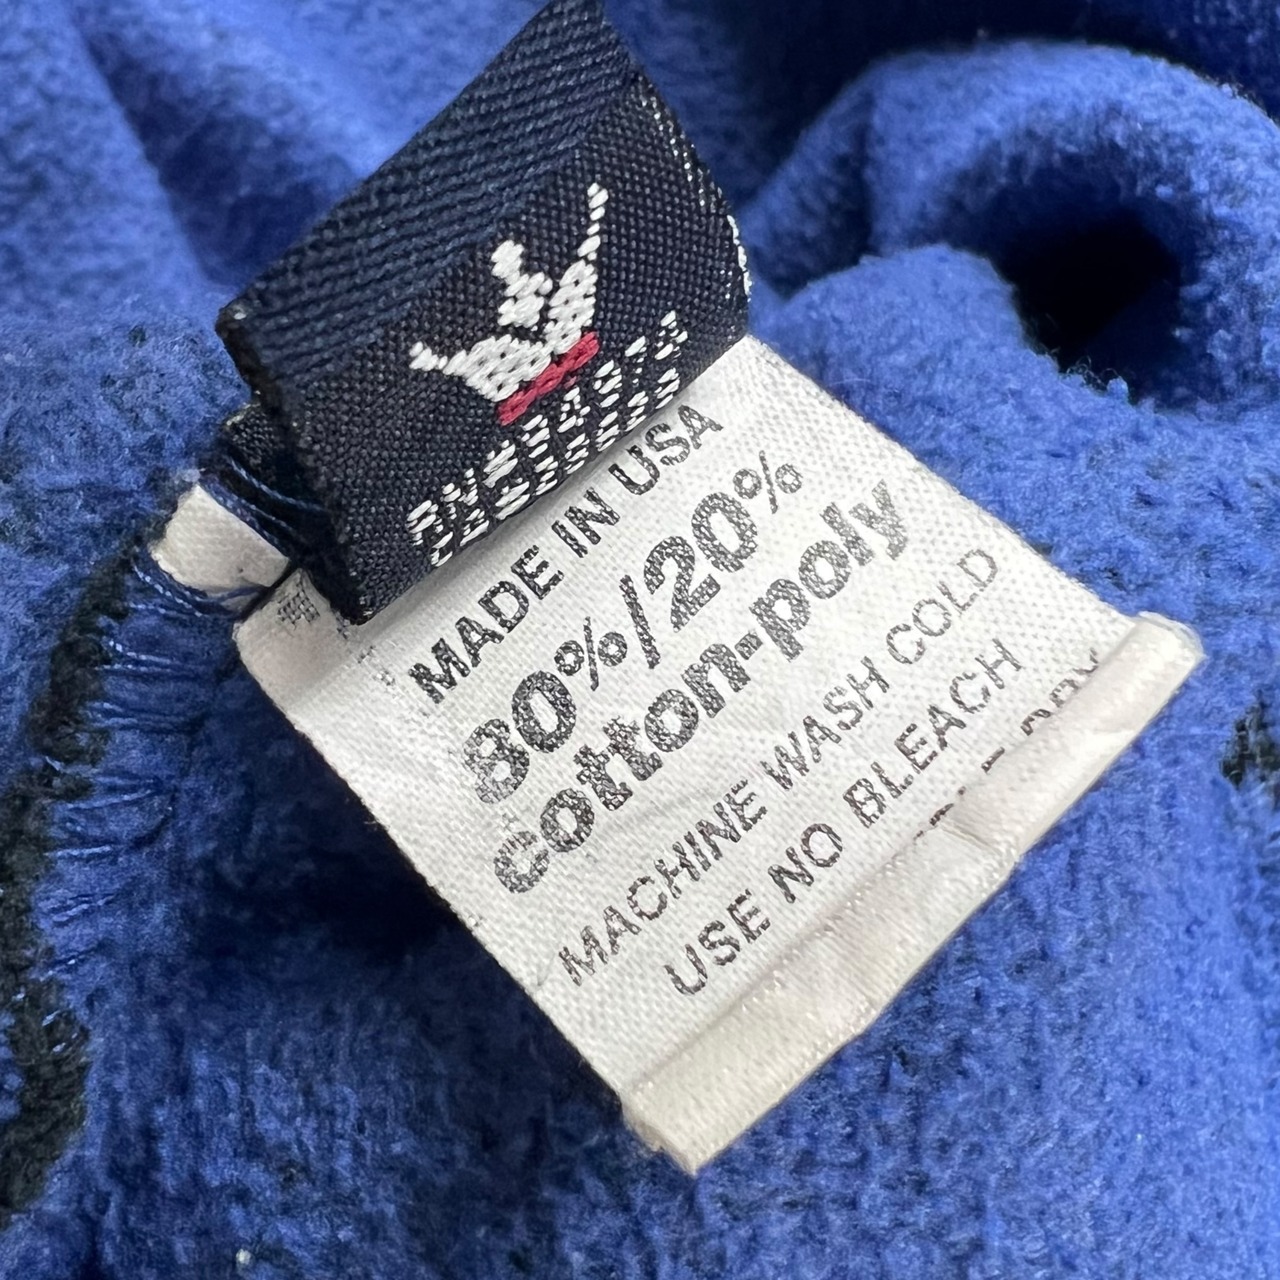 MADE IN USA
80%/20%
cotton-poly
MACHINE WASH COLD
USE NO BLEACH